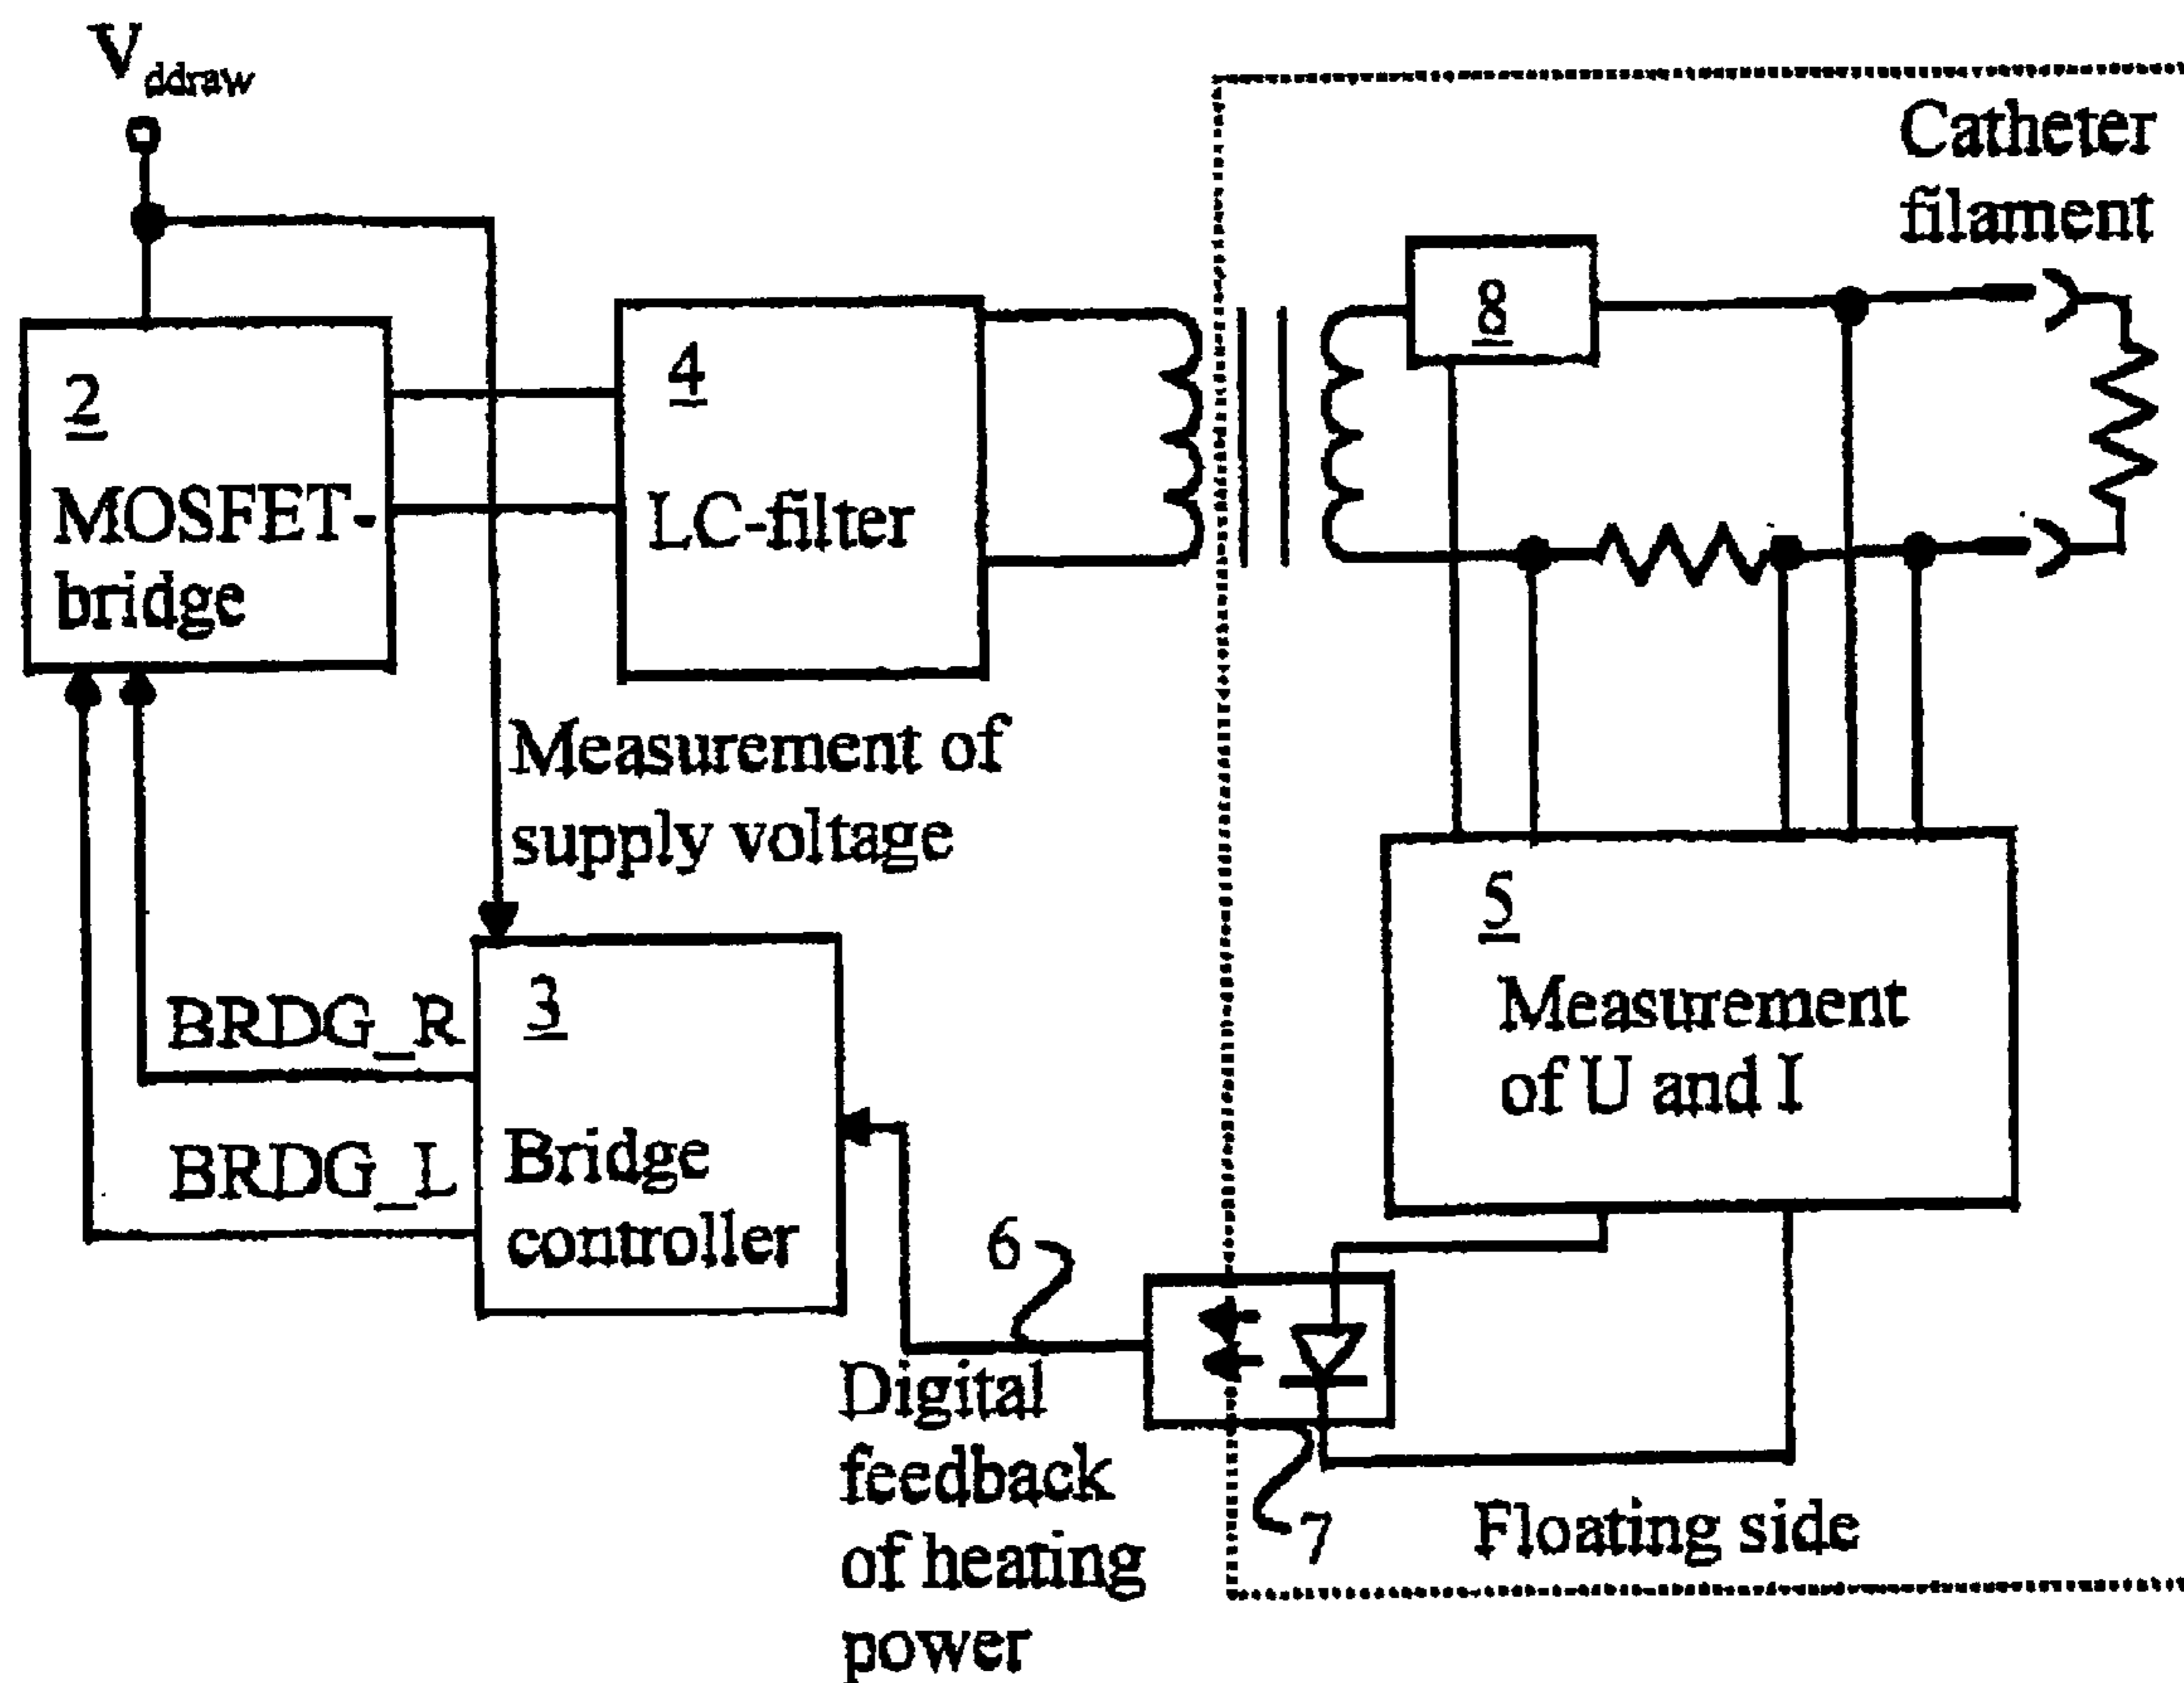 Vddraw
Catheter
filament
8
2
MOSFET-
bridge
4
LC-filter
Measurement of
supply voltage
5
Measurement
of U and I
BRDG_R
BRDG_L
3
Bridge
controller
6
Digital
feedback
of heating
power
7
Floating side